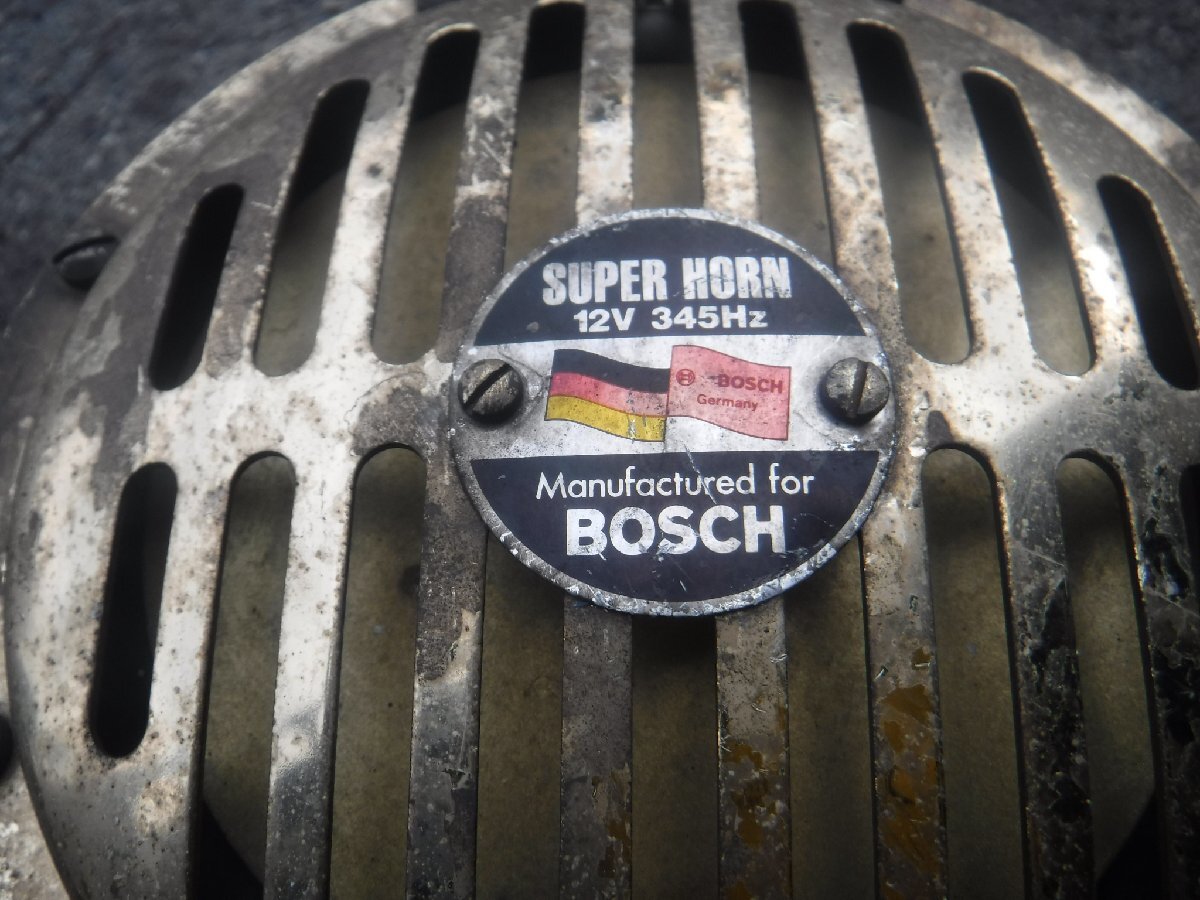 SUPER HORN
12V 345Hz
BOSCH
Germany
Manufactured for
BOSCH